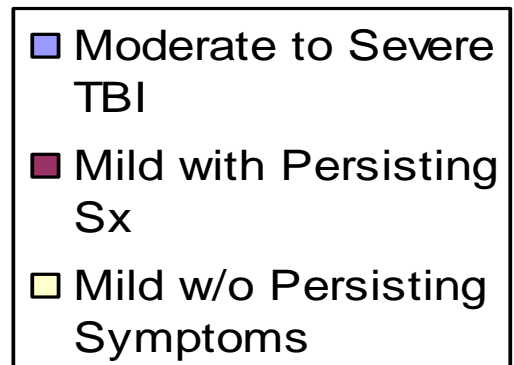 Moderate to Severe
TBI
Mild with Persisting
Sx
Mild w/o Persisting
Symptoms